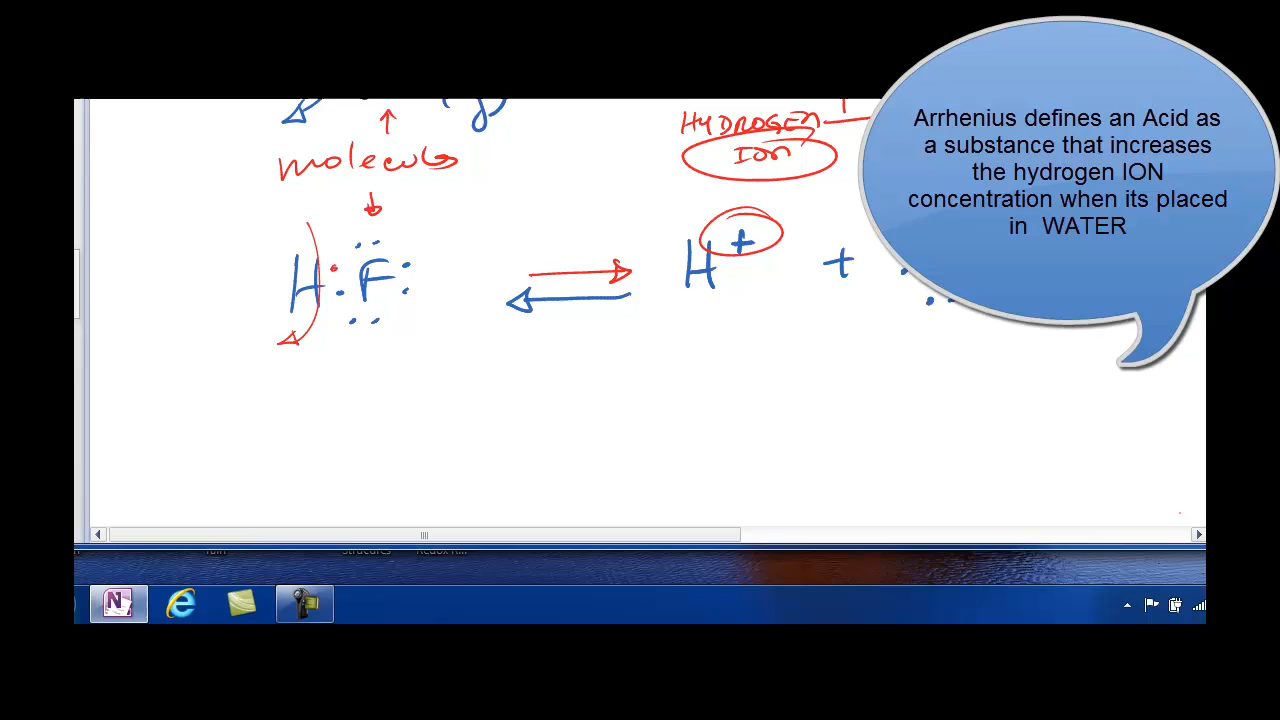 Arrhenius defines an Acid as
a substance that increases
the hydrogen ION
concentration when its placed
in WATER
HYDROGEN
ION
molecule
H F H + +
Redox R...